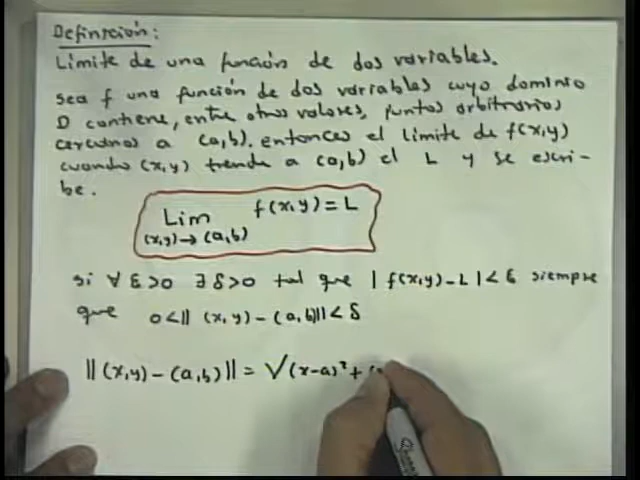 Definición:
Límite de una función de dos variables.
Sea f una función de dos variables cuyo dominio
D contiene, entre otros valores, puntos arbitrarios
cercanos a (a,b). entonces el límite de f(x,y)
cuando (x,y) tiende a (a,b) el L y se escri-
be.
Lim f(x,y) = L
(x,y) → (a,b)
si ∀ ε>0 ∃ δ>0 tal que | f(x,y) - L | < ε siempre
que 0 < || (x,y) - (a,b) || < δ
|| (x,y) - (a,b) || = √(x-a)² + (